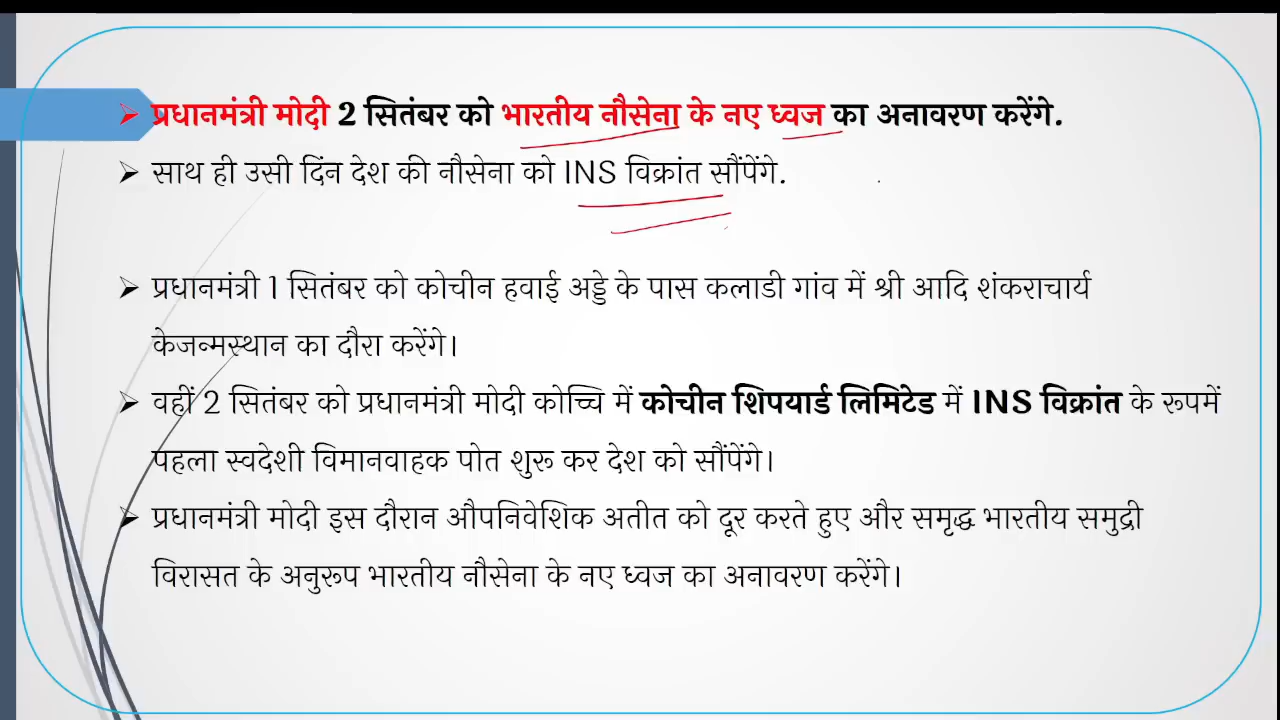 ➢ प्रधानमंत्री मोदी 2 सितंबर को भारतीय नौसेना के नए ध्वज का अनावरण करेंगे.
➢ साथ ही उसी दिंन देश की नौसेना को INS विक्रांत सौंपेंगे.
➢ प्रधानमंत्री 1 सितंबर को कोचीन हवाई अड्डे के पास कलाडी गांव में श्री आदि शंकराचार्य
केजन्मस्थान का दौरा करेंगे।
➢ वहीं 2 सितंबर को प्रधानमंत्री मोदी कोच्चि में कोचीन शिपयार्ड लिमिटेड में INS विक्रांत के रूपमें
पहला स्वदेशी विमानवाहक पोत शुरू कर देश को सौंपेंगे।
➢ प्रधानमंत्री मोदी इस दौरान औपनिवेशिक अतीत को दूर करते हुए और समृद्ध भारतीय समुद्री
विरासत के अनुरूप भारतीय नौसेना के नए ध्वज का अनावरण करेंगे।